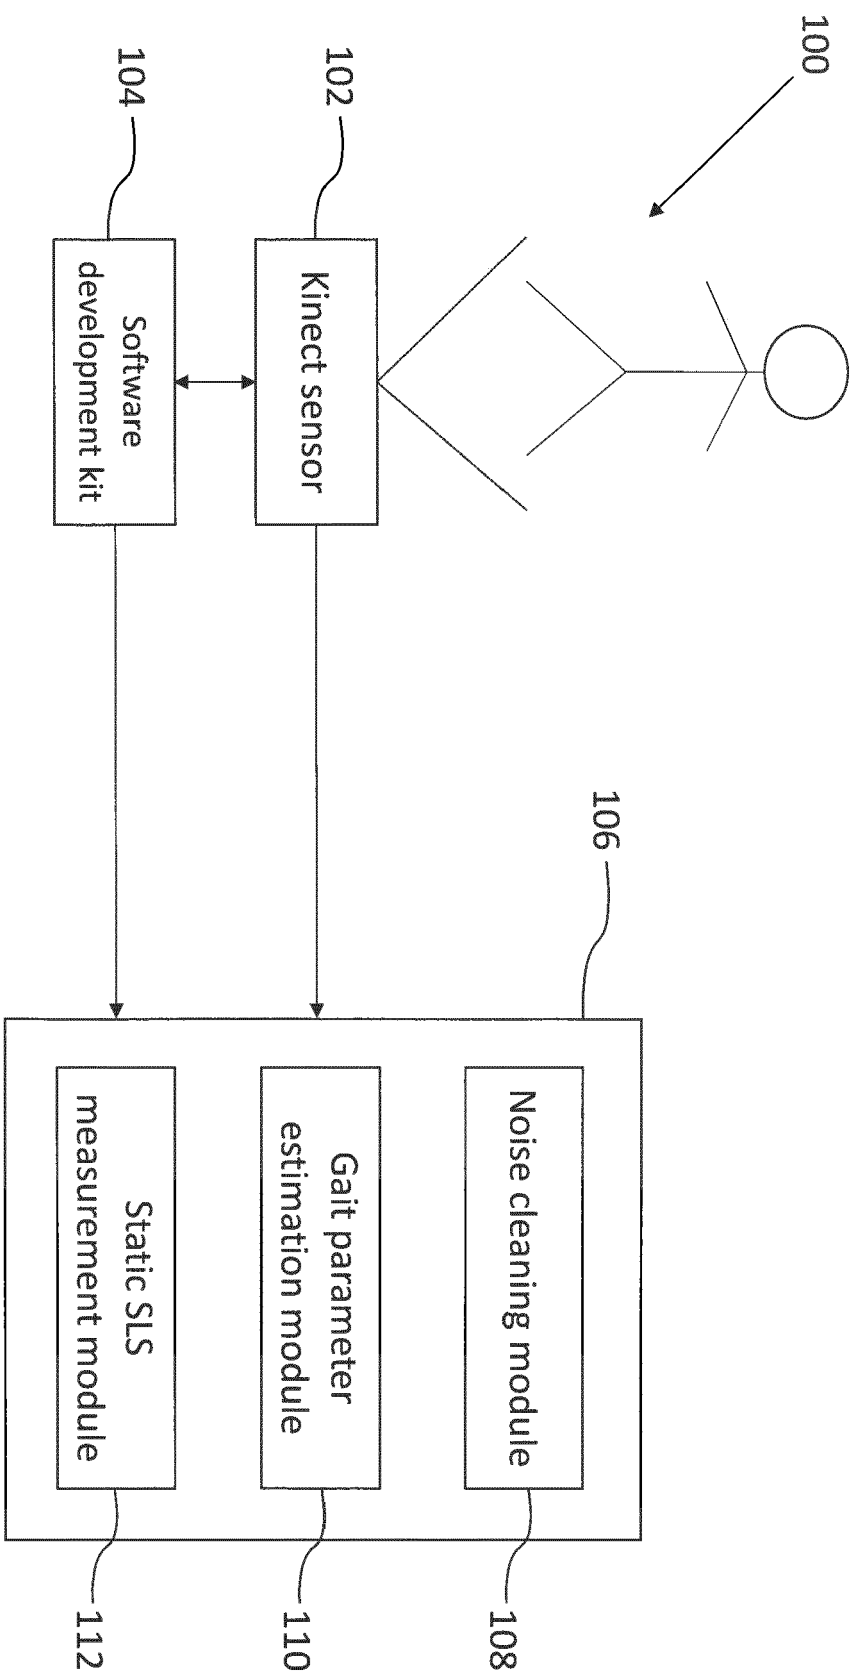 100
102
Kinect sensor
104
Software
development kit
106
Noise cleaning module
108
Gait parameter
estimation module
110
Static SLS
measurement module
112